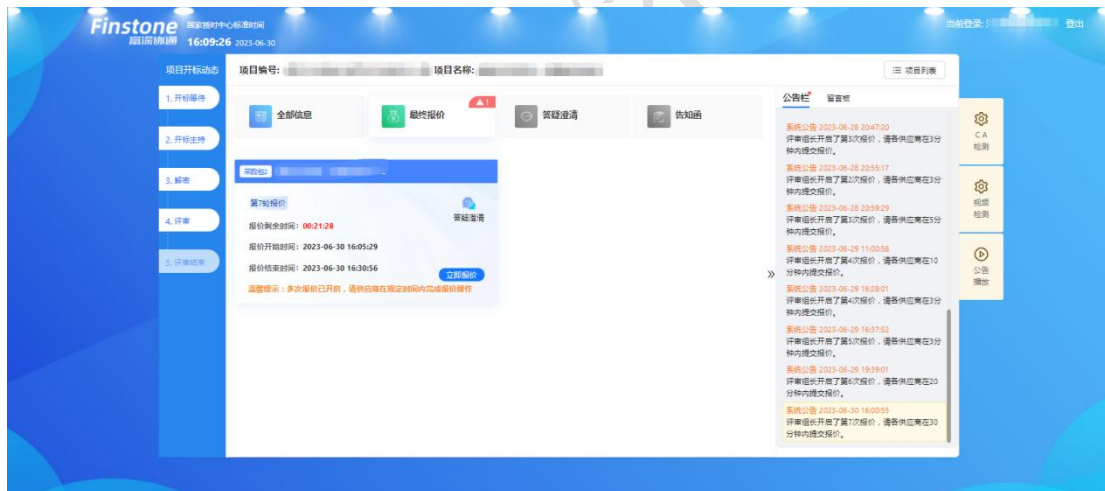 Finstone
富深协通
国家授时中心标准时间
16:09:26 2023-06-30
当前登录:
登出
项目开标动态
1. 开标等待
2. 开标主持
3. 解密
4. 评审
5. 评审结束
项目编号:
项目名称:
项目列表
全部信息
最终报价
1
答疑澄清
告知函
采购包2
第7轮报价
答疑澄清
报价剩余时间：00:21:28
报价开始时间：2023-06-30 16:05:29
报价结束时间：2023-06-30 16:30:56
立即报价
温馨提示：多次报价已开启，请供应商在规定时间内完成报价操作
公告栏
留言板
系统公告 2023-06-28 20:47:20
评审组长开启了第3次报价，请各供应商在3分
钟内提交报价。
系统公告 2023-06-28 20:55:17
评审组长开启了第2次报价，请各供应商在3分
钟内提交报价。
系统公告 2023-06-28 20:59:29
评审组长开启了第3次报价，请各供应商在5分
钟内提交报价。
系统公告 2023-06-29 11:00:58
评审组长开启了第4次报价，请各供应商在10
分钟内提交报价。
系统公告 2023-06-29 16:28:01
评审组长开启了第4次报价，请各供应商在3分
钟内提交报价。
系统公告 2023-06-29 16:37:52
评审组长开启了第5次报价，请各供应商在3分
钟内提交报价。
系统公告 2023-06-29 19:39:01
评审组长开启了第6次报价，请各供应商在20
分钟内提交报价。
系统公告 2023-06-30 16:00:55
评审组长开启了第7次报价，请各供应商在30
分钟内提交报价。
CA
检测
视频
检测
公告
播放